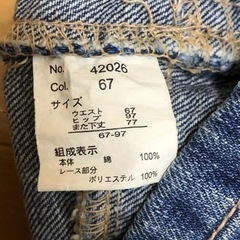 No. 42026
Col. 67
サイズ
ウエスト 67
ヒップ 97
また下丈 77
67-97
組成表示
本体 綿 100%
レース部分
ポリエステル 100%